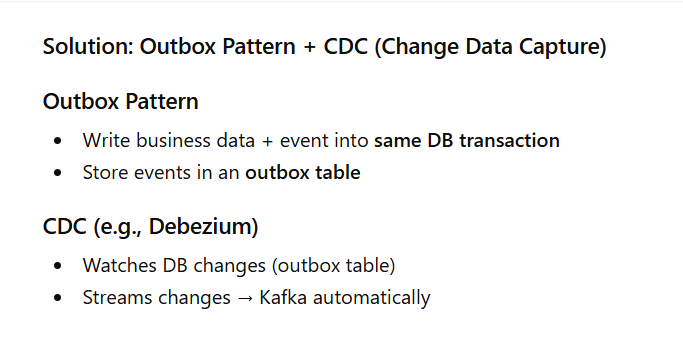 Solution: Outbox Pattern + CDC (Change Data Capture)
Outbox Pattern
• Write business data + event into same DB transaction
• Store events in an outbox table
CDC (e.g., Debezium)
• Watches DB changes (outbox table)
• Streams changes → Kafka automatically